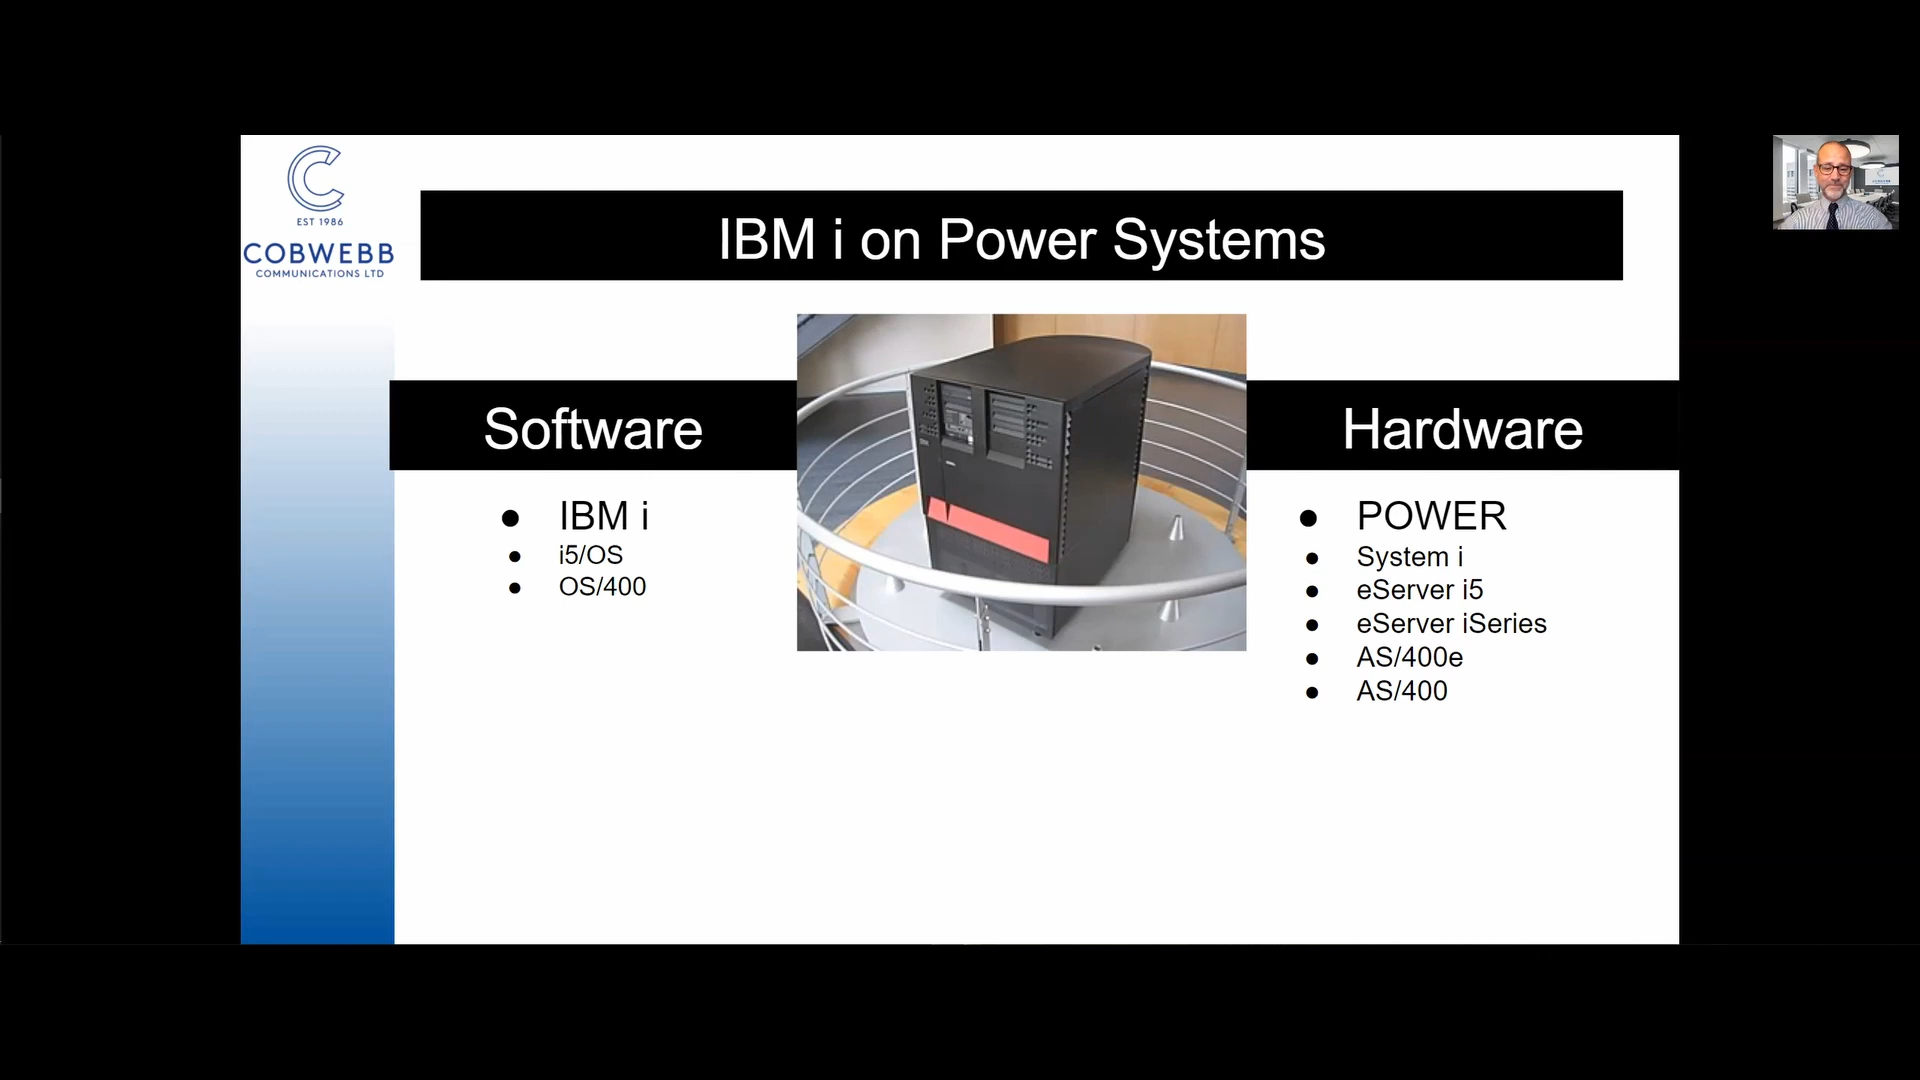 EST 1986
COBWEBB
COMMUNICATIONS LTD
IBM i on Power Systems
Software
IBM i
i5/OS
OS/400
Hardware
POWER
System i
eServer i5
eServer iSeries
AS/400e
AS/400